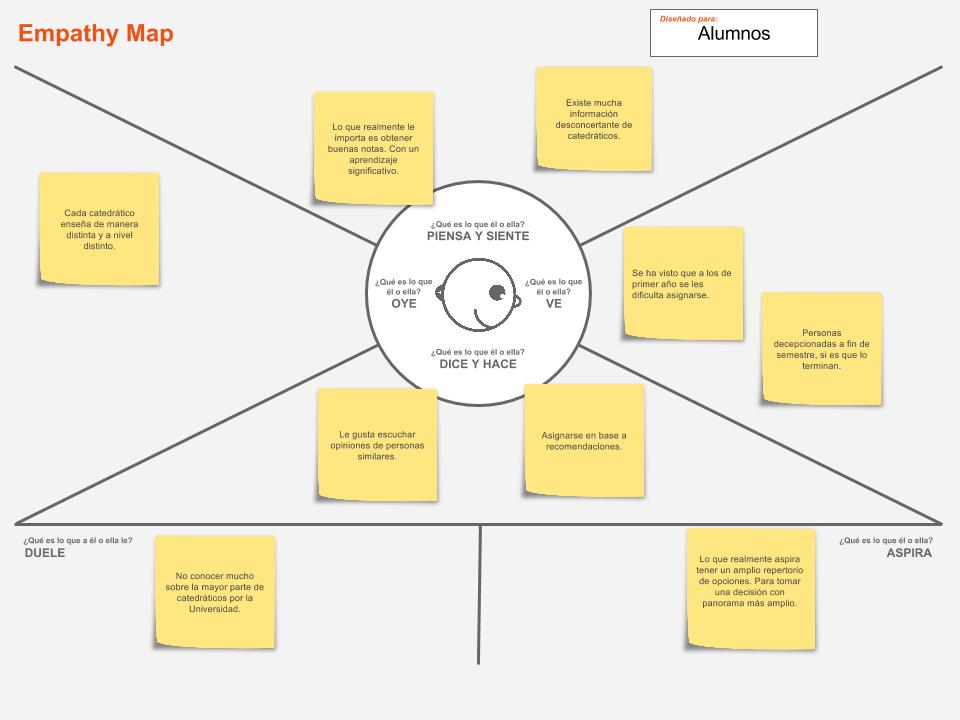 Empathy Map
Diseñado para:
Alumnos
Lo que realmente le
importa es obtener
buenas notas. Con un
aprendizaje
significativo.
Existe mucha
información
desconcertante de
catedráticos.
Cada catedrático
enseña de manera
distinta y a nivel
distinto.
¿Qué es lo que él o ella?
PIENSA Y SIENTE
¿Qué es lo que
él o ella?
OYE
¿Qué es lo que
él o ella?
VE
¿Qué es lo que él o ella?
DICE Y HACE
Se ha visto que a los de
primer año se les
dificulta asignarse.
Personas
decepcionadas a fin de
semestre, si es que lo
terminan.
Le gusta escuchar
opiniones de personas
similares.
Asignarse en base a
recomendaciones.
¿Qué es lo que a él o ella le?
DUELE
No conocer mucho
sobre la mayor parte de
catedráticos por la
Universidad.
Lo que realmente aspira
tener un amplio repertorio
de opciones. Para tomar
una decisión con
panorama más amplio.
¿Qué es lo que él o ella?
ASPIRA